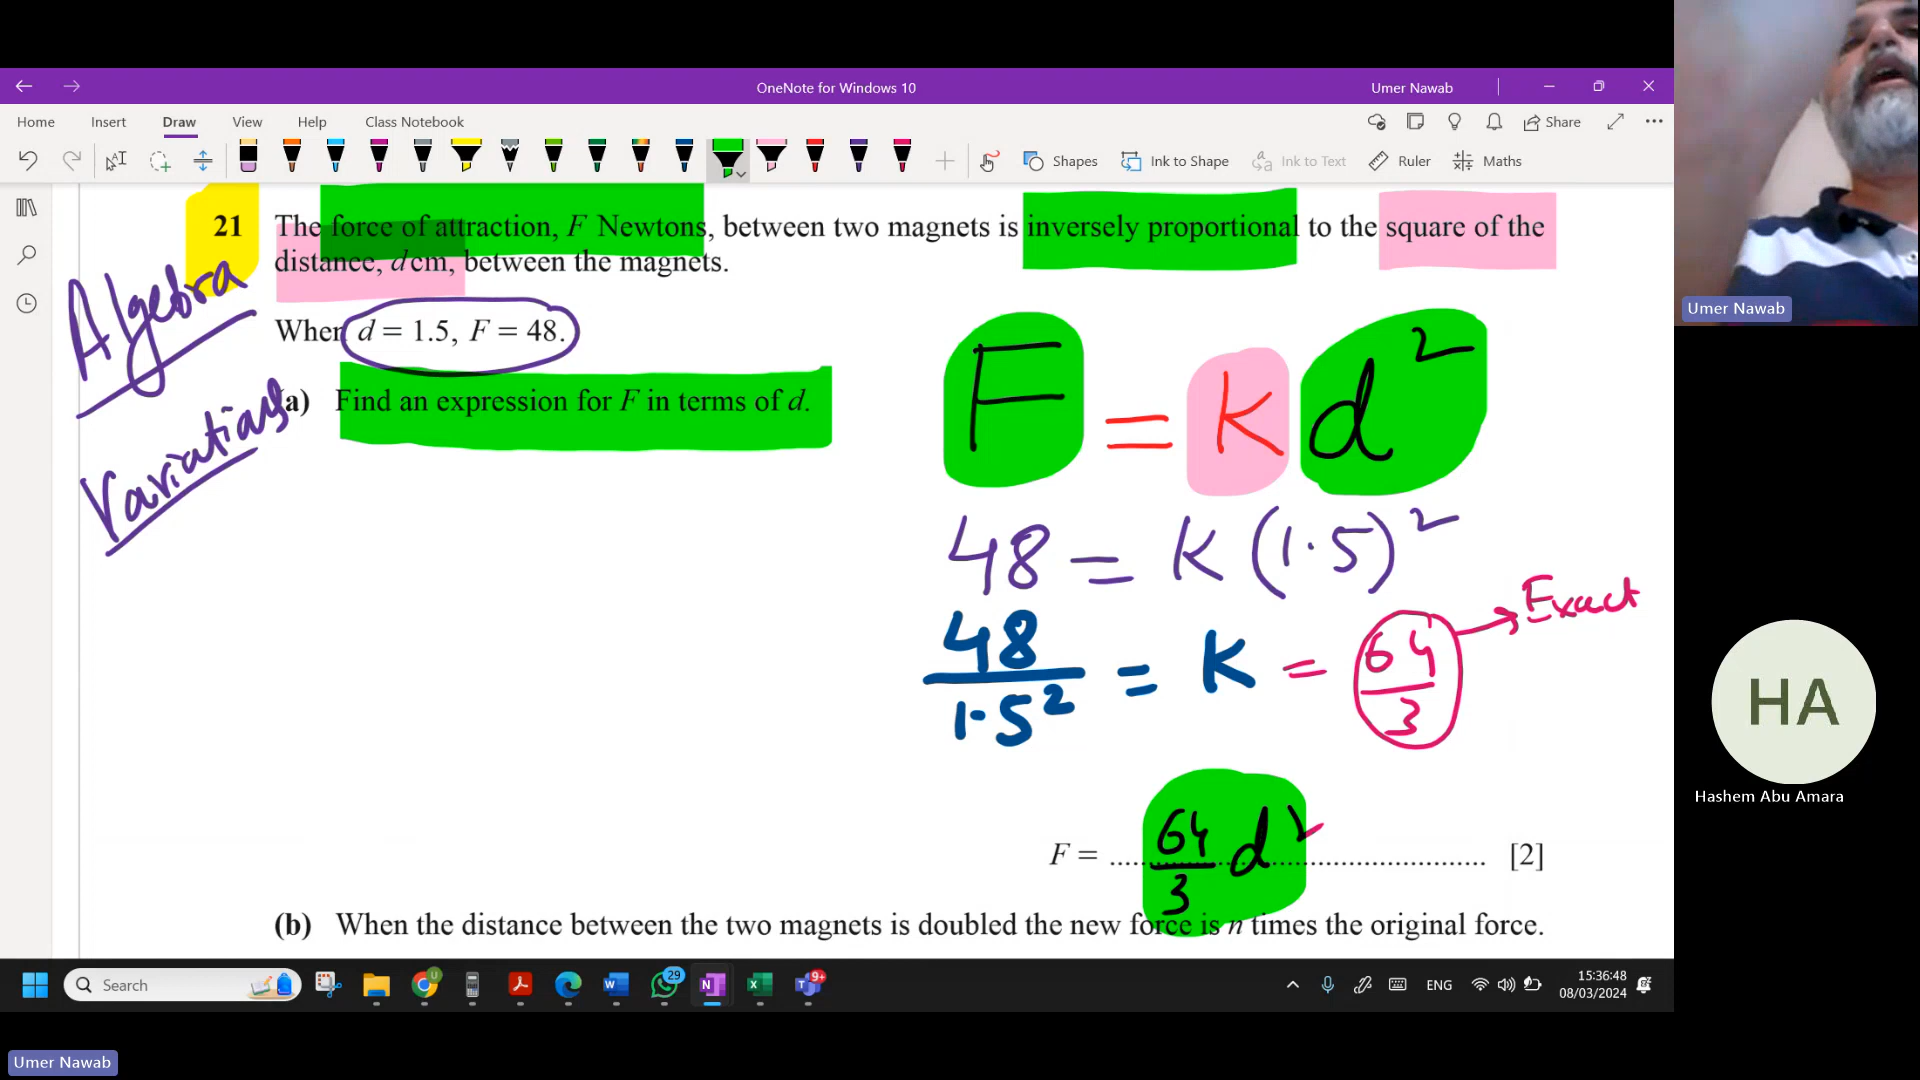 OneNote for Windows 10
Umer Nawab
Home Insert Draw View Help Class Notebook
Share
Shapes Ink to Shape Ink to Text Ruler Maths
21 The force of attraction, F Newtons, between two magnets is inversely proportional to the square of the
distance, d cm, between the magnets.
Algebra
When d = 1.5, F = 48.
F = k d²
Variations
(a) Find an expression for F in terms of d.
48 = K (1.5)²
48/1.5² = K = 64/3 → Exact
F = 64/3 d² [2]
(b) When the distance between the two magnets is doubled the new force is n times the original force.
Umer Nawab
HA
Hashem Abu Amara
Search
29
9+
ENG
15:36:48
08/03/2024
Umer Nawab